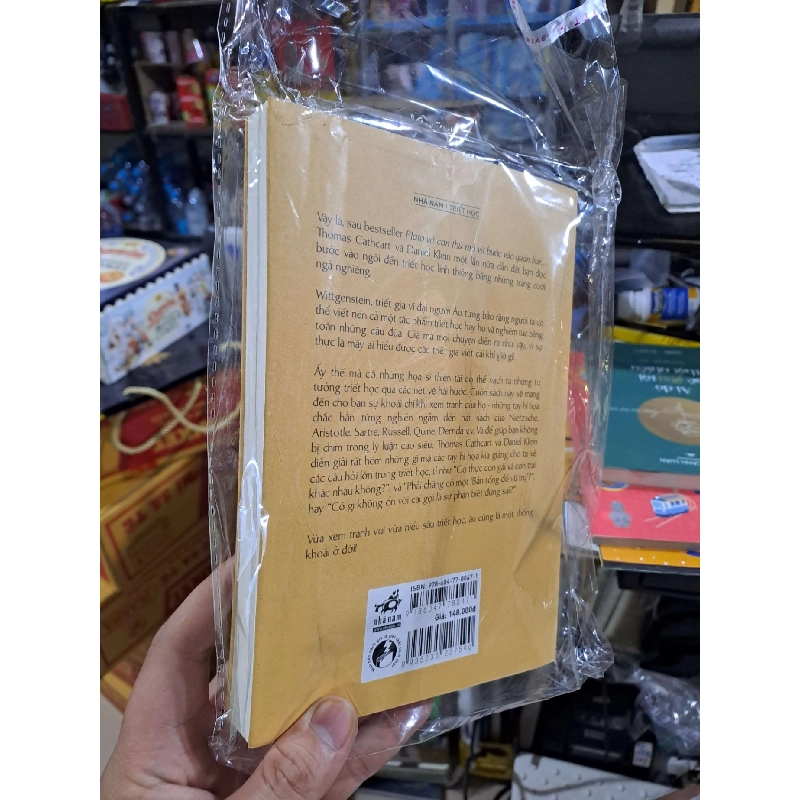 NHÃ NAM | TRIẾT HỌC
Vậy là, sau bestseller Plato và con thú mỏ vịt bước vào quán bar...
Thomas Cathcart và Daniel Klein một lần nữa dẫn dắt bạn đọc
bước vào ngôi đền triết học linh thiêng bằng những trang cười
ngả nghiêng.
Wittgenstein, triết gia vĩ đại người Áo từng bảo rằng người ta có
thể viết nên cả một tác phẩm triết học hay ho và nghiêm túc bằng
toàn những câu đùa. Giá mà mọi chuyện diễn ra như vậy, vì sự
thực là mấy ai hiểu được các triết gia viết cái khỉ gió gì.
Ấy thế mà có những họa sĩ thiên tài có thể vạch ra những tư
tưởng triết học qua các nét vẽ hài hước. Cuốn sách này sẽ mang
đến cho bạn sự khoái chí khi xem tranh của họ - những tay hí họa
chắc hẳn từng nghiên ngẫm đến nát sách của Nietzsche,
Aristotle, Sartre, Russell, Quine, Derrida v.v. Và để giúp bạn không
bị chìm trong lý luận cao siêu, Thomas Cathcart và Daniel Klein
diễn giải rất hóm những gì mà các tay hí họa kia giảng cho ta về
các câu hỏi lớn trong triết học, tỉ như "Có thực con gái và con trai
khác nhau không?", và "Phải chăng có một 'Bản tổng đồ vũ trụ'?",
hay "Có gì không ổn với cái gọi là sự phân biệt đúng sai?"
Vừa xem tranh vui vừa hiểu sâu triết học, âu cũng là một thống
khoái ở đời!
ISBN: 978-604-77-8047-1
Giá: 148.000đ
nhã nam